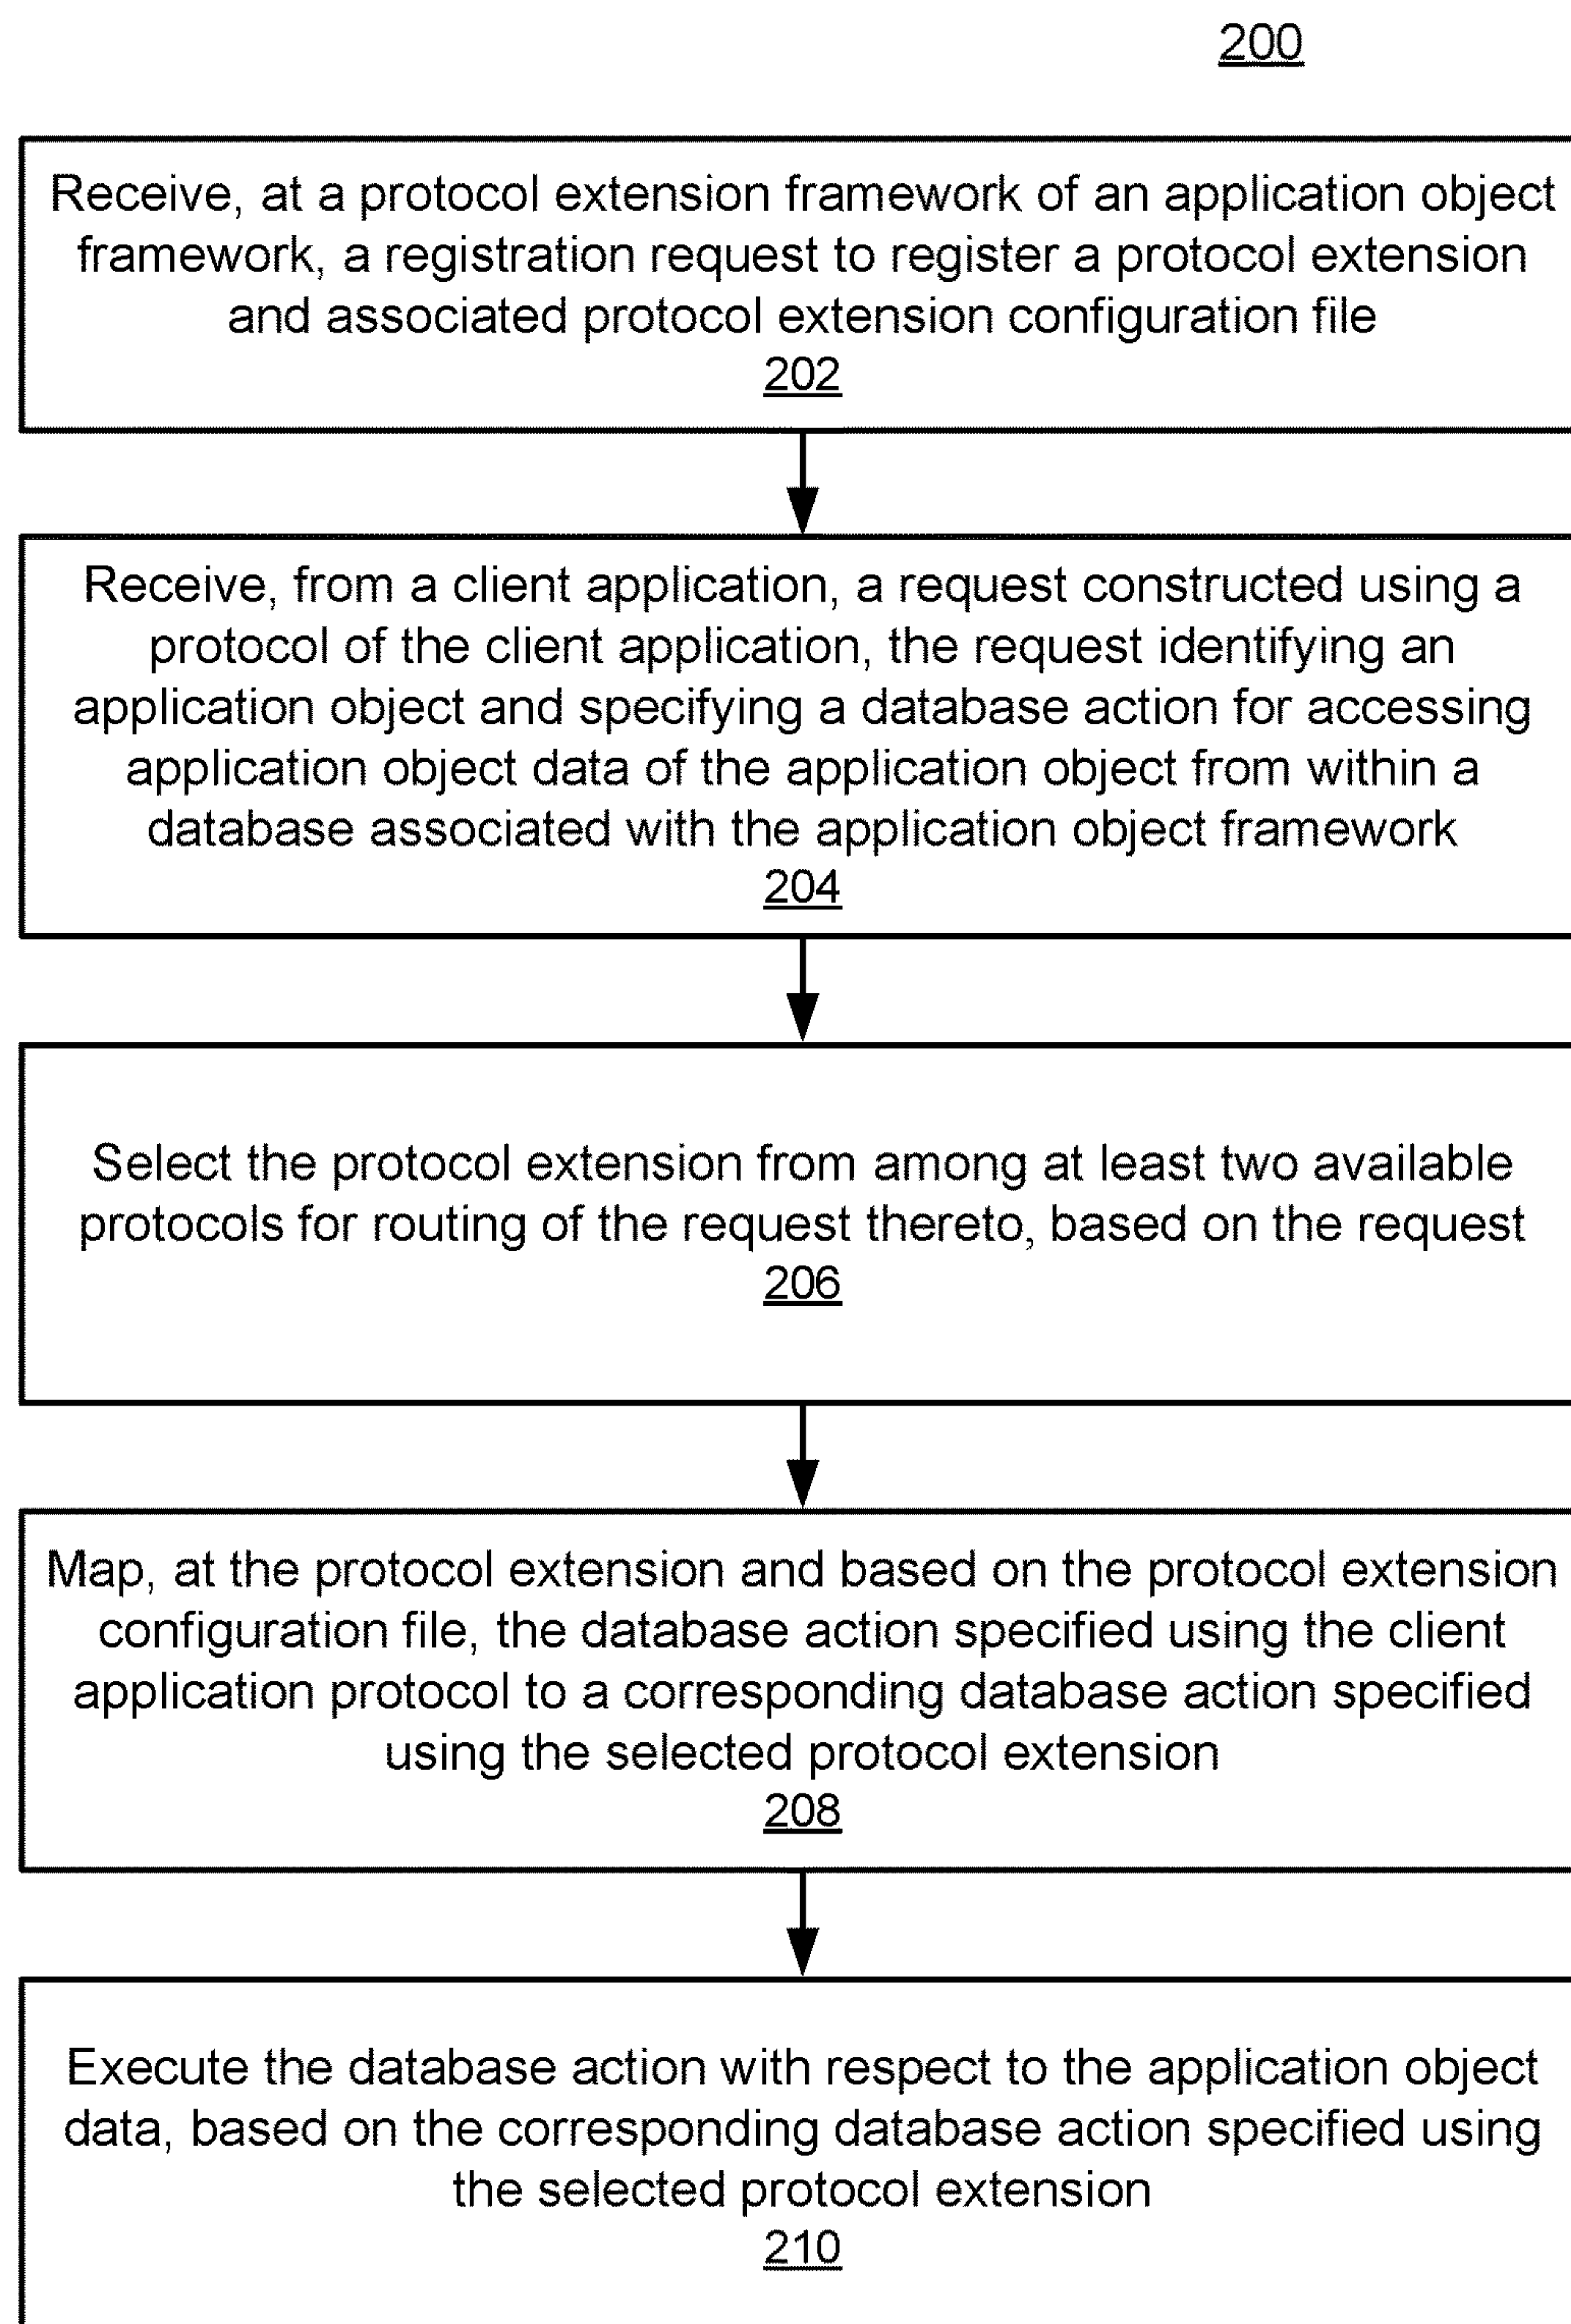 200
Receive, at a protocol extension framework of an application object
framework, a registration request to register a protocol extension
and associated protocol extension configuration file
202
Receive, from a client application, a request constructed using a
protocol of the client application, the request identifying an
application object and specifying a database action for accessing
application object data of the application object from within a
database associated with the application object framework
204
Select the protocol extension from among at least two available
protocols for routing of the request thereto, based on the request
206
Map, at the protocol extension and based on the protocol extension
configuration file, the database action specified using the client
application protocol to a corresponding database action specified
using the selected protocol extension
208
Execute the database action with respect to the application object
data, based on the corresponding database action specified using
the selected protocol extension
210